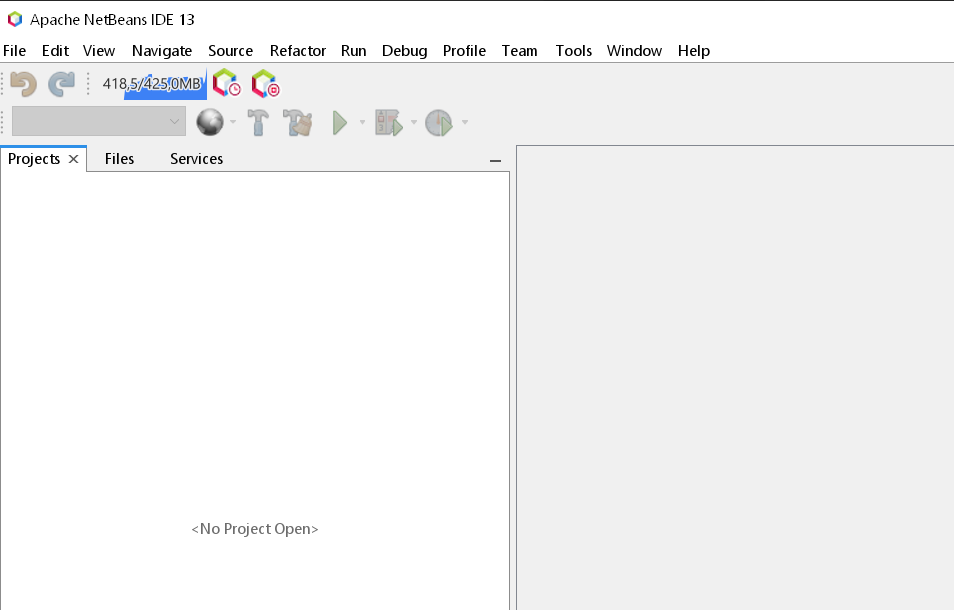 Apache NetBeans IDE 13
File Edit View Navigate Source Refactor Run Debug Profile Team Tools Window Help
418,5/425,0MB
Projects Files Services
<No Project Open>